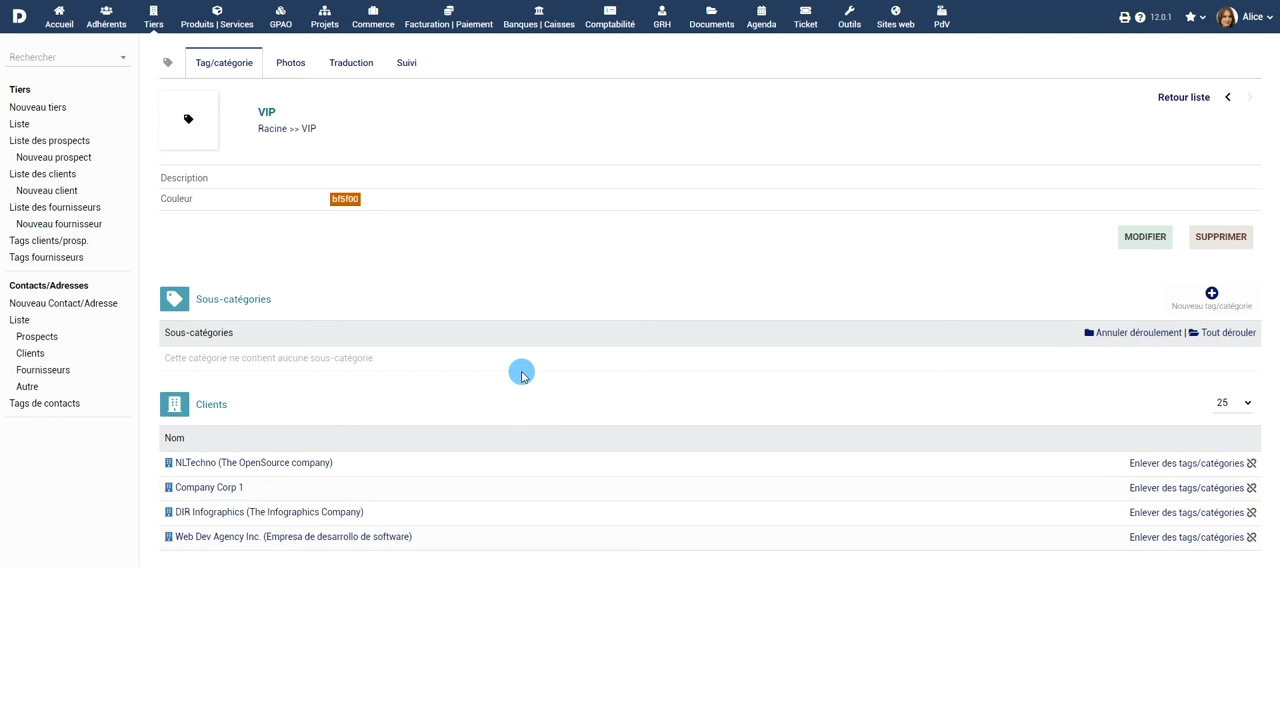 Accueil
Adhérents
Tiers
Produits | Services
GPAO
Projets
Commerce
Facturation | Paiement
Banques | Caisses
Comptabilité
GRH
Documents
Agenda
Ticket
Outils
Sites web
PdV
12.0.1
Alice
Rechercher
Tiers
Nouveau tiers
Liste
Liste des prospects
Nouveau prospect
Liste des clients
Nouveau client
Liste des fournisseurs
Nouveau fournisseur
Tags clients/prosp.
Tags fournisseurs
Contacts/Adresses
Nouveau Contact/Adresse
Liste
Prospects
Clients
Fournisseurs
Autre
Tags de contacts
Tag/catégorie
Photos
Traduction
Suivi
Retour liste
VIP
Racine >> VIP
Description
Couleur
bf5f00
MODIFIER
SUPPRIMER
Sous-catégories
Nouveau tag/catégorie
Sous-catégories
Annuler déroulement | Tout dérouler
Cette catégorie ne contient aucune sous-catégorie.
Clients
25
Nom
NLTechno (The OpenSource company)
Enlever des tags/catégories
Company Corp 1
Enlever des tags/catégories
DIR Infographics (The Infographics Company)
Enlever des tags/catégories
Web Dev Agency Inc. (Empresa de desarrollo de software)
Enlever des tags/catégories